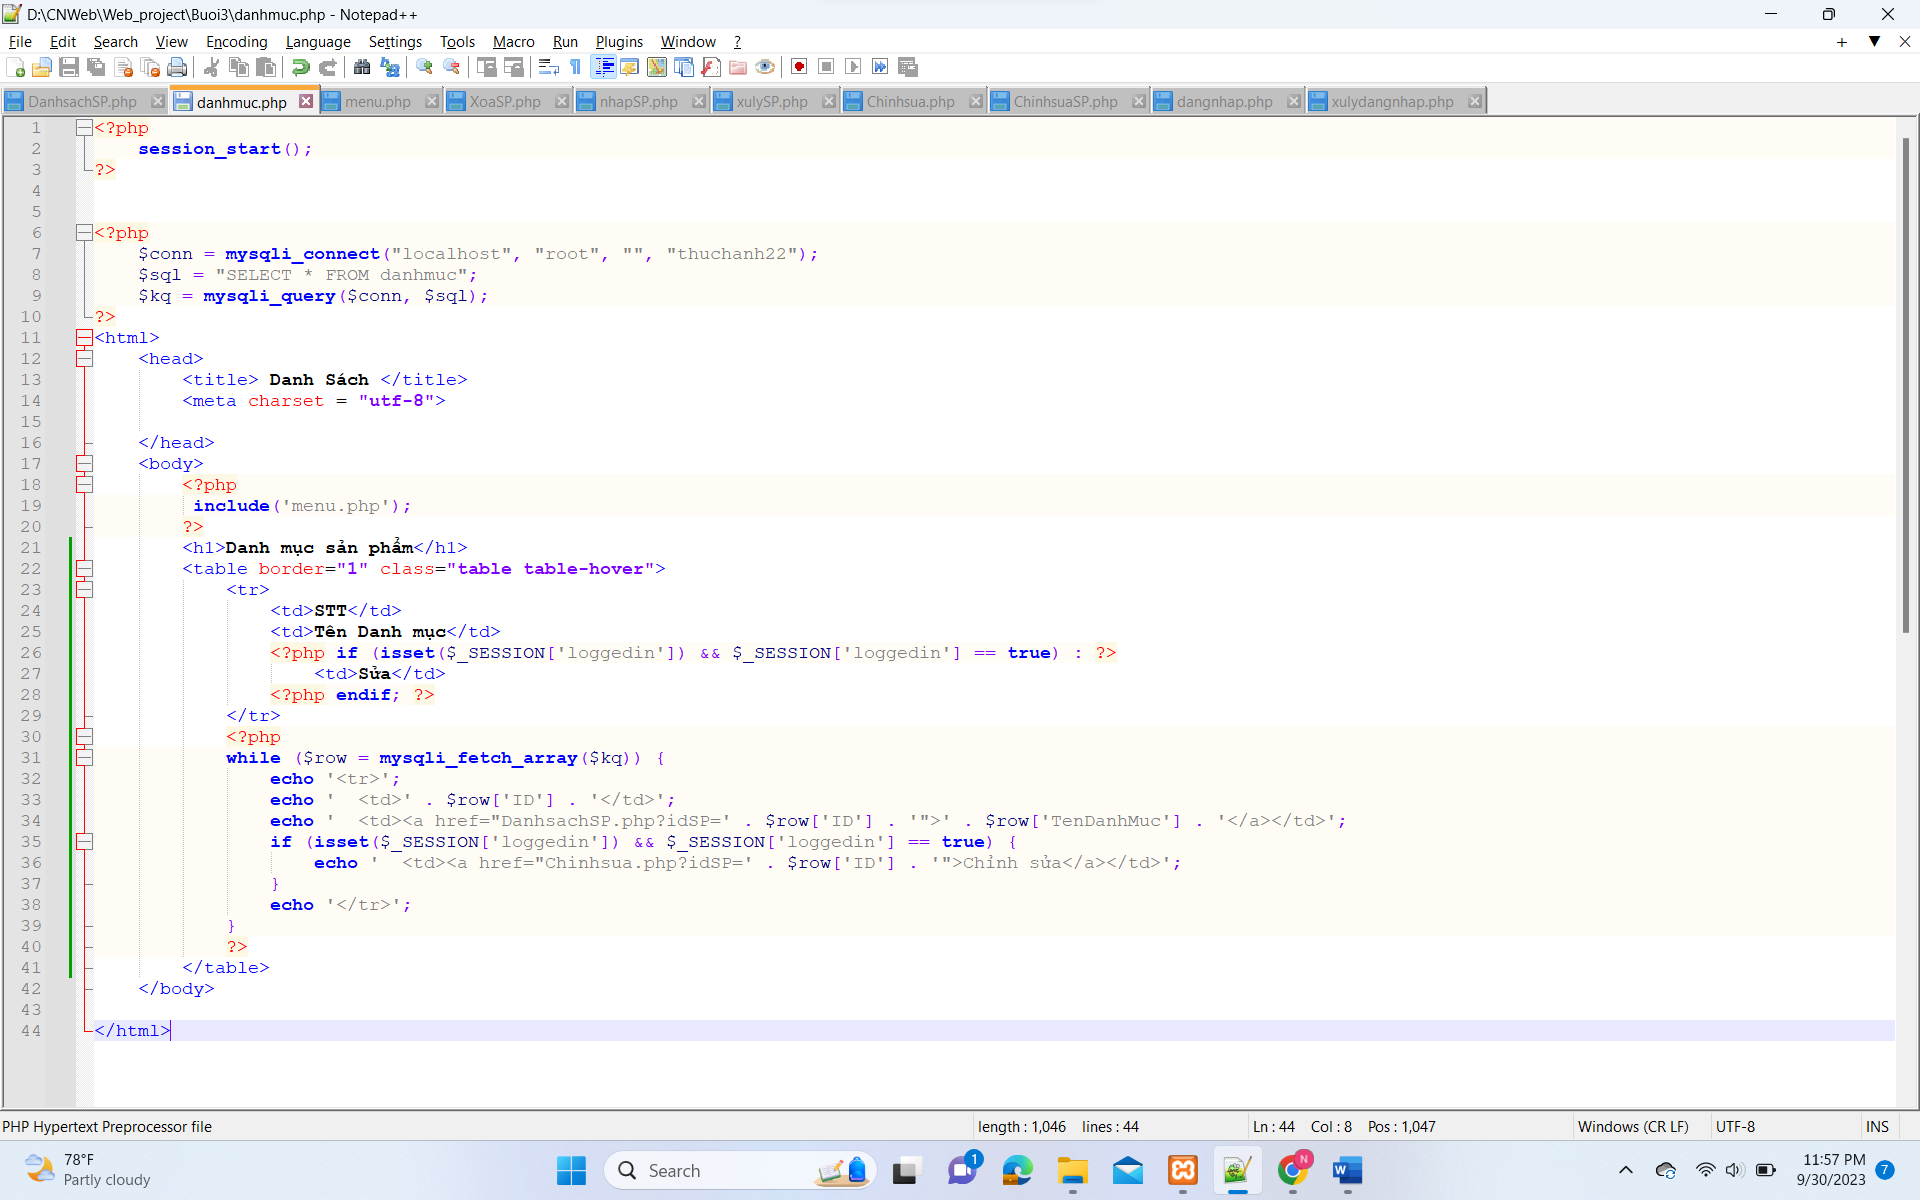 D:\CNWeb\Web_project\Buoi3\danhmuc.php - Notepad++
File Edit Search View Encoding Language Settings Tools Macro Run Plugins Window ?
DanhsachSP.php danhmuc.php menu.php XoaSP.php nhapSP.php xulySP.php Chinhsua.php ChinhsuaSP.php dangnhap.php xulydangnhap.php
1 <?php
2 session_start();
3 ?>
4
5
6 <?php
7 $conn = mysqli_connect("localhost", "root", "", "thuchanh22");
8 $sql = "SELECT * FROM danhmuc";
9 $kq = mysqli_query($conn, $sql);
10 ?>
11 <html>
12 <head>
13 <title> Danh Sách </title>
14 <meta charset = "utf-8">
15
16 </head>
17 <body>
18 <?php
19 include('menu.php');
20 ?>
21 <h1>Danh mục sản phẩm</h1>
22 <table border="1" class="table table-hover">
23 <tr>
24 <td>STT</td>
25 <td>Tên Danh mục</td>
26 <?php if (isset($_SESSION['loggedin']) && $_SESSION['loggedin'] == true) : ?>
27 <td>Sửa</td>
28 <?php endif; ?>
29 </tr>
30 <?php
31 while ($row = mysqli_fetch_array($kq)) {
32 echo '<tr>';
33 echo '  <td>' . $row['ID'] . '</td>';
34 echo '  <td><a href="DanhsachSP.php?idSP=' . $row['ID'] . '">' . $row['TenDanhMuc'] . '</a></td>';
35 if (isset($_SESSION['loggedin']) && $_SESSION['loggedin'] == true) {
36 echo '  <td><a href="Chinhsua.php?idSP=' . $row['ID'] . '">Chỉnh sửa</a></td>';
37 }
38 echo '</tr>';
39 }
40 ?>
41 </table>
42 </body>
43
44 </html>
PHP Hypertext Preprocessor file length : 1,046 lines : 44 Ln : 44 Col : 8 Pos : 1,047 Windows (CR LF) UTF-8 INS
78°F
Partly cloudy
Search
1
N
11:57 PM
9/30/2023
7